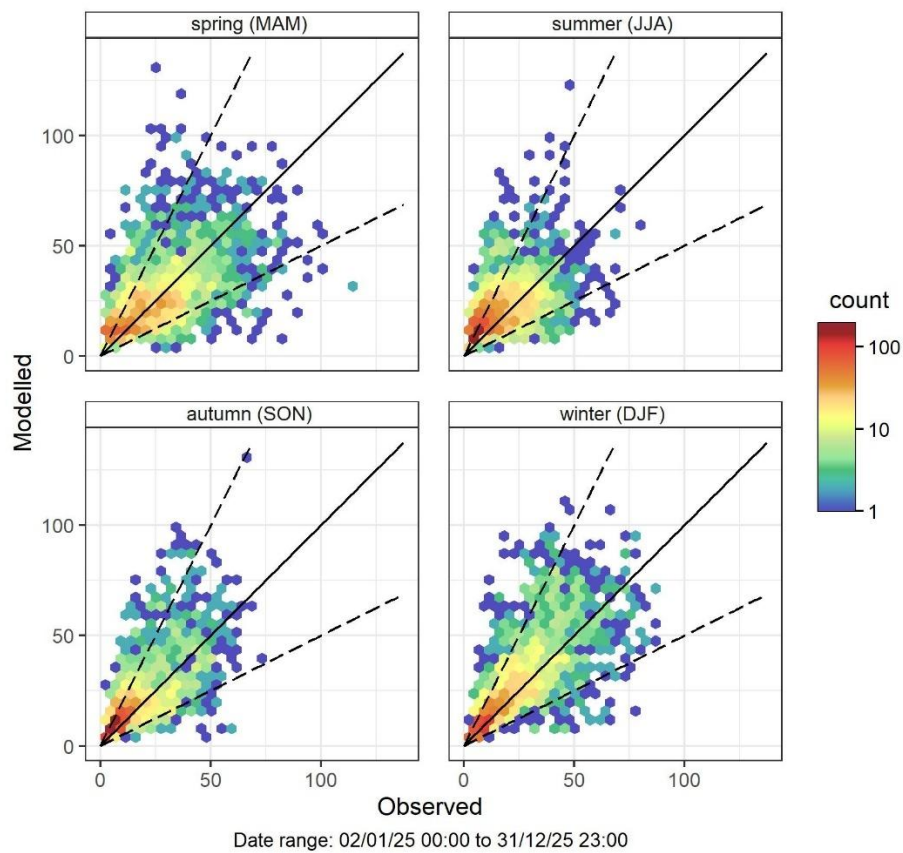 spring (MAM)
summer (JJA)
100
50
0
autumn (SON)
winter (DJF)
100
50
0
0
50
100
0
50
100
Modelled
Observed
count
100
10
1
Date range: 02/01/25 00:00 to 31/12/25 23:00